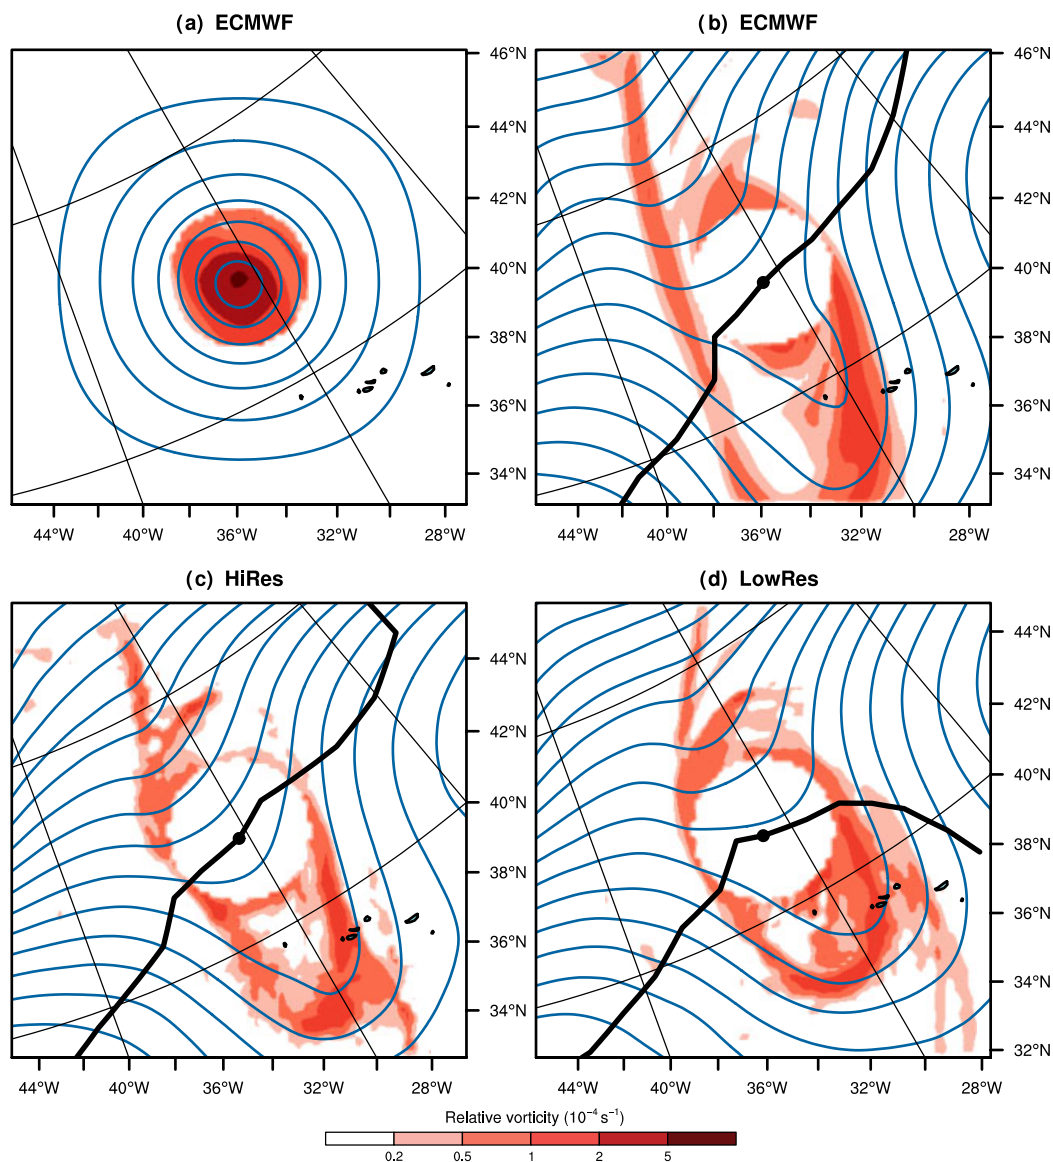 (a) ECMWF
(b) ECMWF
46°N
46°N
44°N
44°N
42°N
42°N
40°N
40°N
38°N
38°N
36°N
36°N
34°N
34°N
44°W 40°W 36°W 32°W 28°W
44°W 40°W 36°W 32°W 28°W
(c) HiRes
(d) LowRes
44°N
44°N
42°N
42°N
40°N
40°N
38°N
38°N
36°N
36°N
34°N
34°N
32°N
44°W 40°W 36°W 32°W 28°W
44°W 40°W 36°W 32°W 28°W
Relative vorticity (10⁻⁴ s⁻¹)
0.2 0.5 1 2 5